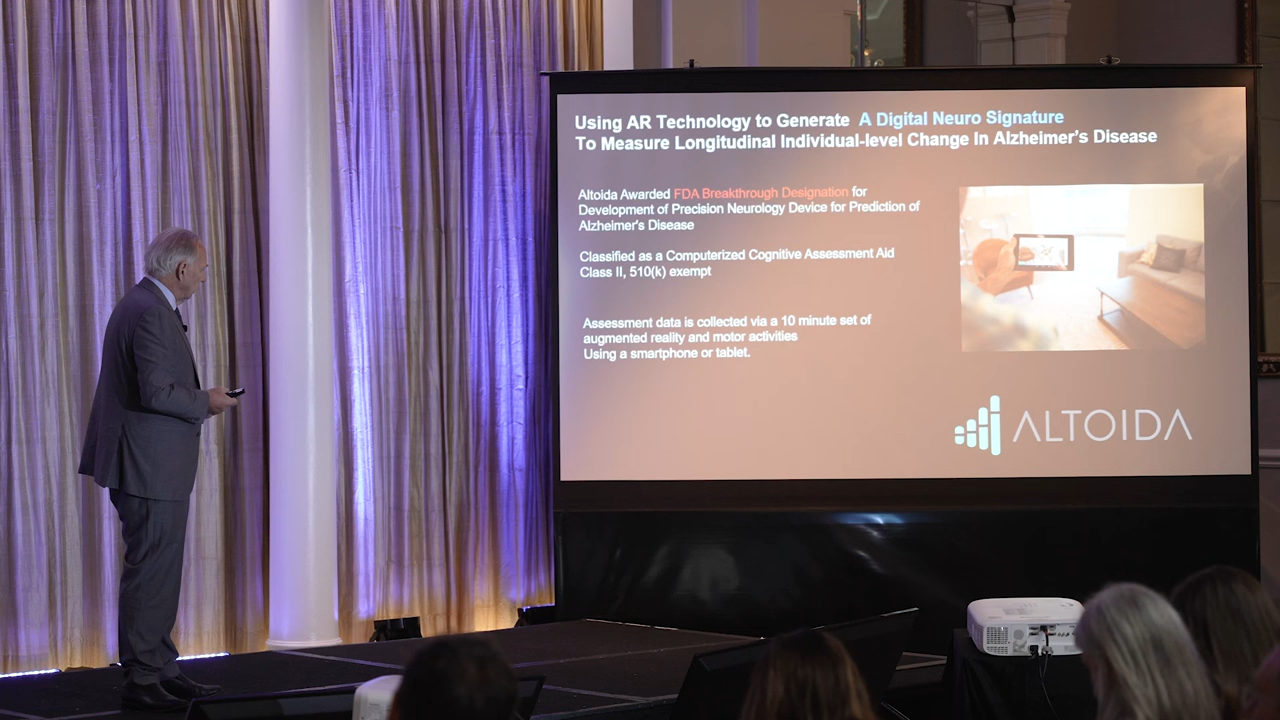 Using AR Technology to Generate A Digital Neuro Signature
To Measure Longitudinal Individual-level Change In Alzheimer's Disease
Altoida Awarded FDA Breakthrough Designation for
Development of Precision Neurology Device for Prediction of
Alzheimer's Disease
Classified as a Computerized Cognitive Assessment Aid
Class II, 510(k) exempt
Assessment data is collected via a 10 minute set of
augmented reality and motor activities
Using a smartphone or tablet.
ALTOIDA